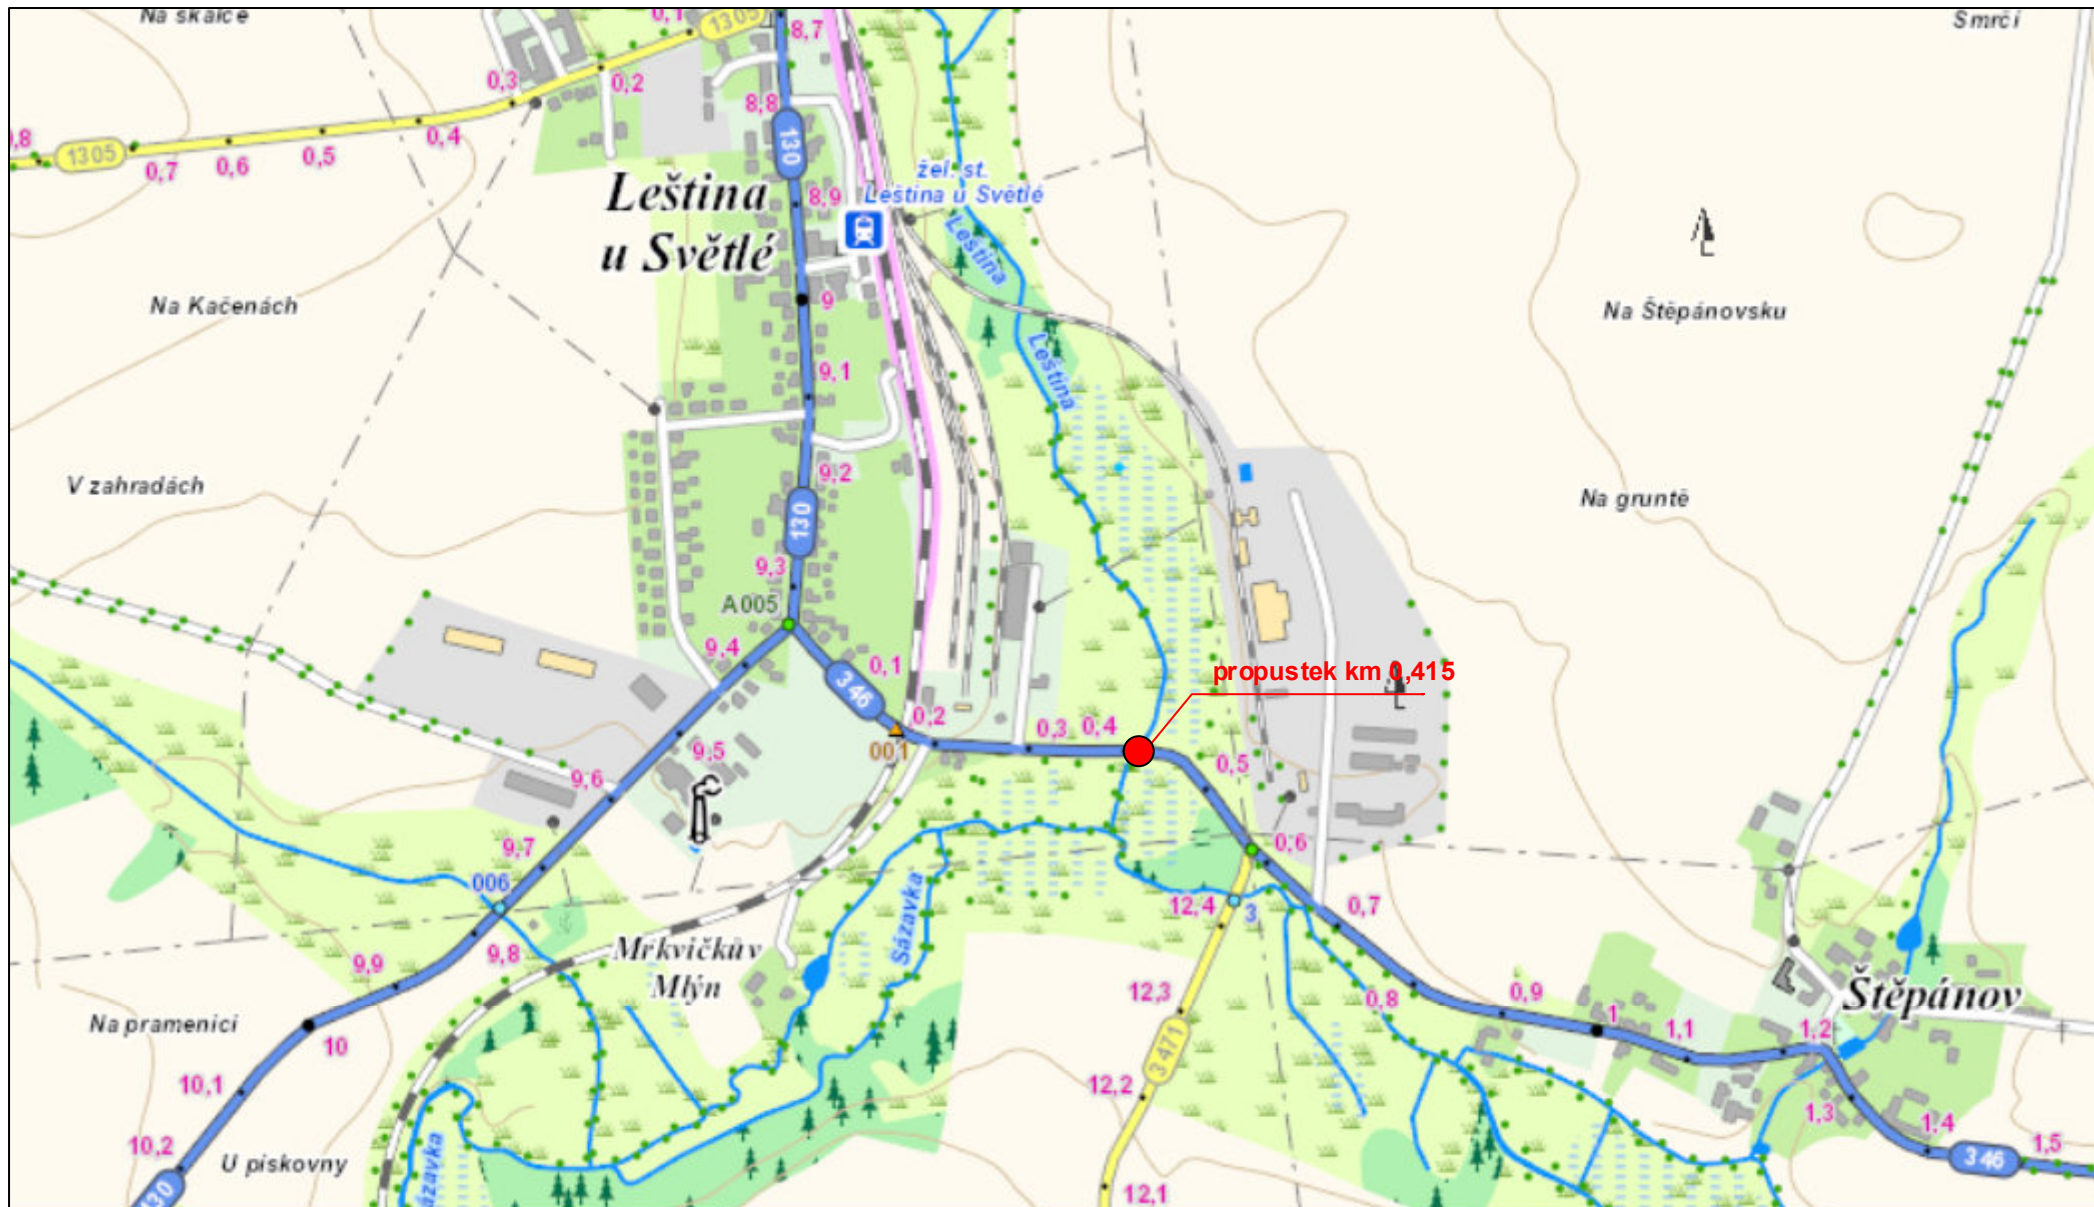 Na skalce
0,1
1305
8,7
Smrčí
0,3
0,2
8,8
0,8
1305
0,7
0,6
0,5
0,4
130
žel. st.
Leština u Světlé
Leština
u Světlé
8,9
Leština
Na Kačenách
9
Na Štěpánovsku
Leština
9,1
V zahradách
9,2
Na gruntě
130
9,3
A005
9,4
0,1
346
propustek km 0,415
0,2
0,3
0,4
001
9,5
0,5
9,6
9,7
0,6
006
Sázavka
12,4
3
0,7
9,8
9,9
Mrkvičkův
Mlýn
12,3
0,8
0,9
Štěpánov
Na pramenici
10
1
1,1
1,2
3471
10,1
12,2
1,3
1,4
10,2
U pískovny
346
1,5
130
ázavka
12,1